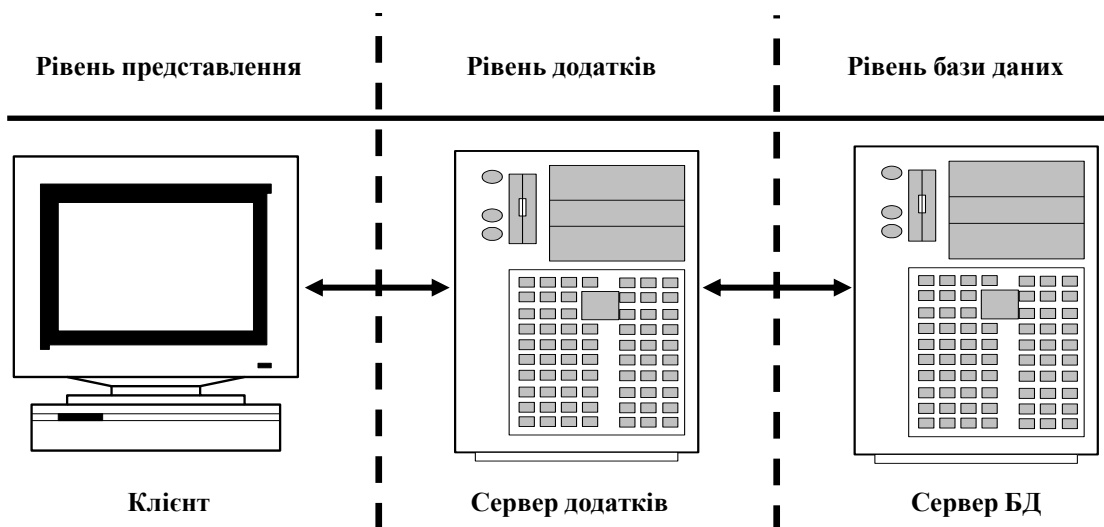 Рівень представлення
Рівень додатків
Рівень бази даних
Клієнт
Сервер додатків
Сервер БД